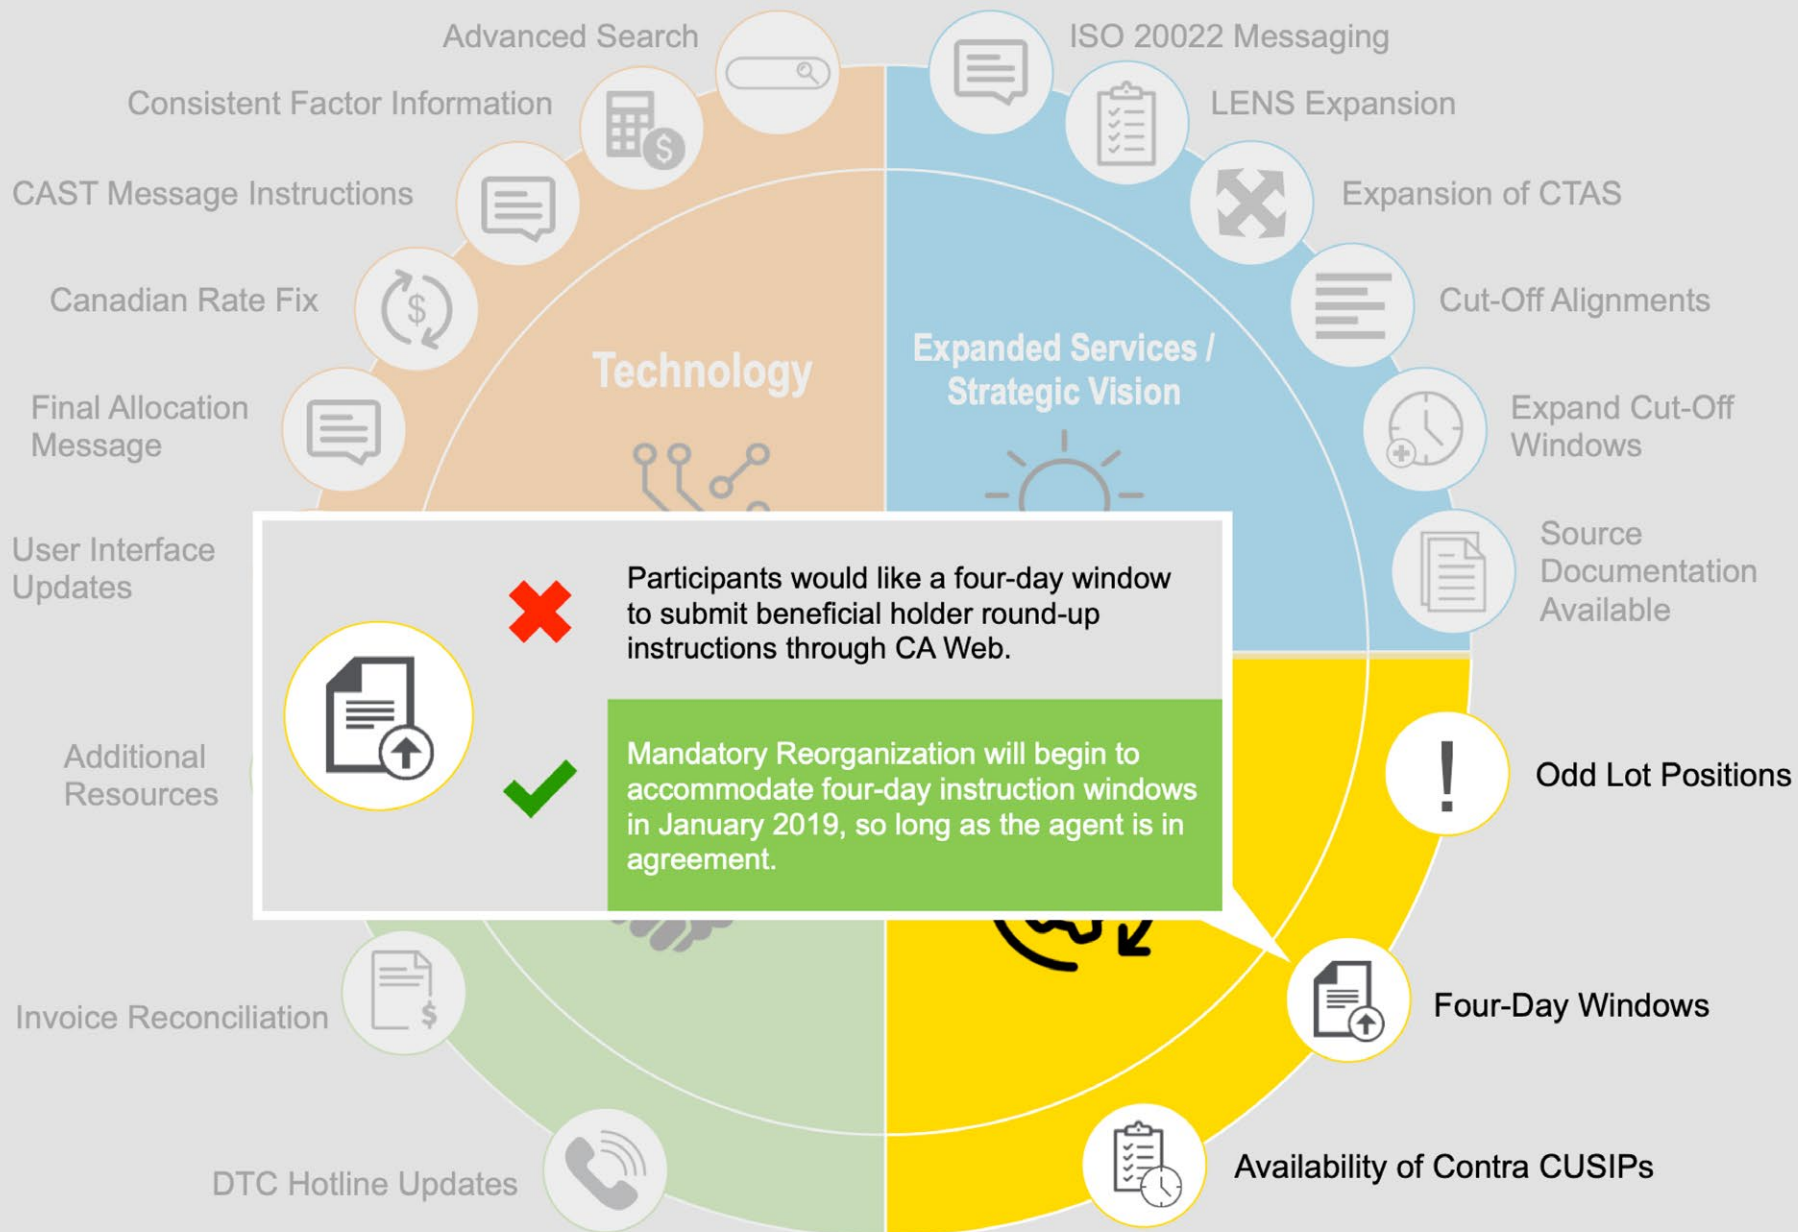 Advanced Search
ISO 20022 Messaging
Consistent Factor Information
LENS Expansion
CAST Message Instructions
Expansion of CTAS
Canadian Rate Fix
Cut-Off Alignments
Technology
Expanded Services /
Strategic Vision
Final Allocation
Message
Expand Cut-Off
Windows
User Interface
Updates
Source
Documentation
Available
Participants would like a four-day window
to submit beneficial holder round-up
instructions through CA Web.
Mandatory Reorganization will begin to
accommodate four-day instruction windows
in January 2019, so long as the agent is in
agreement.
Additional
Resources
Odd Lot Positions
Invoice Reconciliation
Four-Day Windows
DTC Hotline Updates
Availability of Contra CUSIPs